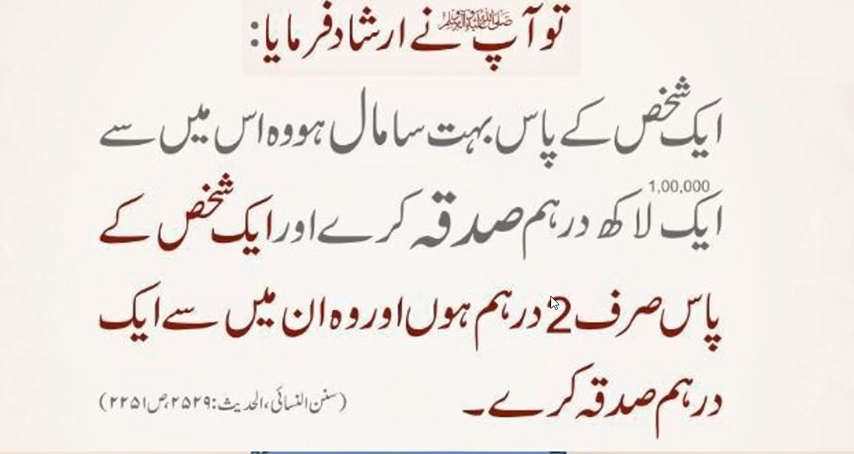 تو آپ ﷺ نے ارشاد فرمایا:
ایک شخص کے پاس بہت سا مال ہو وہ اس میں سے
1,00,000
ایک لاکھ درہم صدقہ کرے اور ایک شخص کے
پاس صرف 2 درہم ہوں اور وہ ان میں سے ایک
درہم صدقہ کرے۔ (سنن النسائی، الحدیث: ۲۵۲۹، ص ۲۲۵۱)